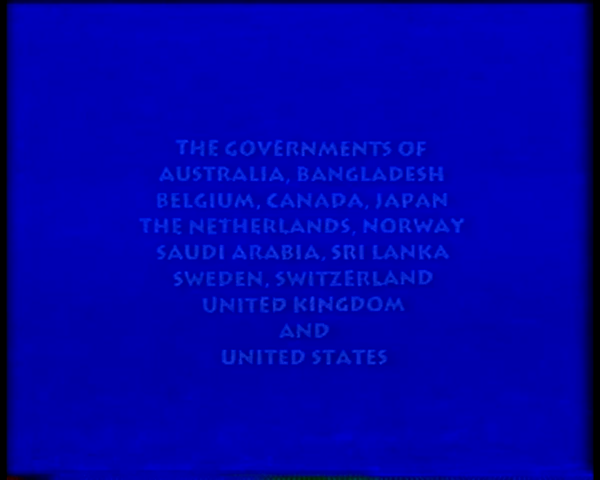 THE GOVERNMENTS OF
AUSTRALIA, BANGLADESH
BELGIUM, CANADA, JAPAN
THE NETHERLANDS, NORWAY
SAUDI ARABIA, SRI LANKA
SWEDEN, SWITZERLAND
UNITED KINGDOM
AND
UNITED STATES